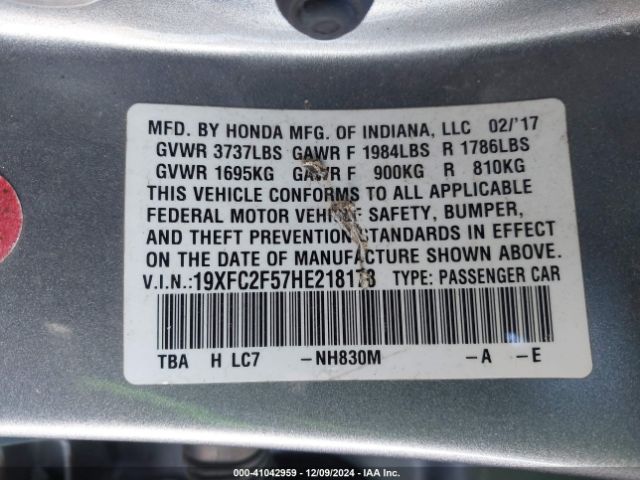 MFD. BY HONDA MFG. OF INDIANA, LLC 02/'17
GVWR 3737LBS GAWR F 1984LBS R 1786LBS
GVWR 1695KG GAWR F 900KG R 810KG
THIS VEHICLE CONFORMS TO ALL APPLICABLE
FEDERAL MOTOR VEHICLE SAFETY, BUMPER,
AND THEFT PREVENTION STANDARDS IN EFFECT
ON THE DATE OF MANUFACTURE SHOWN ABOVE.
V.I.N.:19XFC2F57HE218178 TYPE: PASSENGER CAR
TBA H LC7 -NH830M -A -E
000-41042959 - 12/09/2024 - IAA Inc.